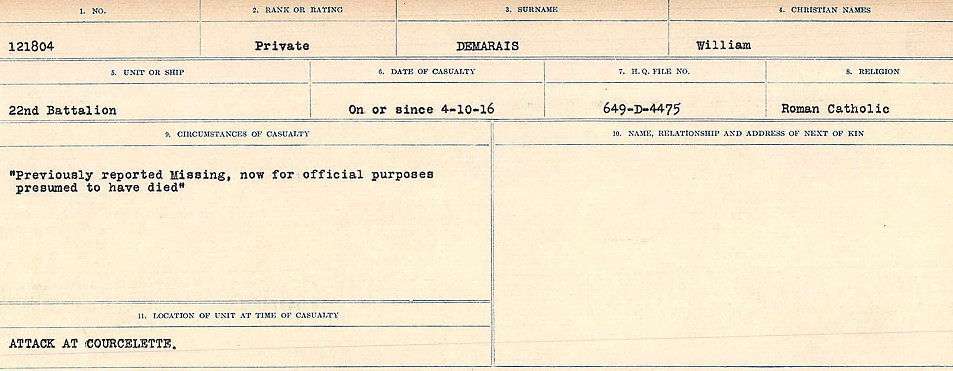 1. NO. 2. RANK OR RATING 3. SURNAME 4. CHRISTIAN NAMES
121804 Private DEMARAIS William
5. UNIT OR SHIP 6. DATE OF CASUALTY 7. H.Q. FILE NO. 8. RELIGION
22nd Battalion On or since 4-10-16 649-D-4475 Roman Catholic
9. CIRCUMSTANCES OF CASUALTY 10. NAME, RELATIONSHIP AND ADDRESS OF NEXT OF KIN
"Previously reported Missing, now for official purposes
presumed to have died"
11. LOCATION OF UNIT AT TIME OF CASUALTY
ATTACK AT COURCELETTE.